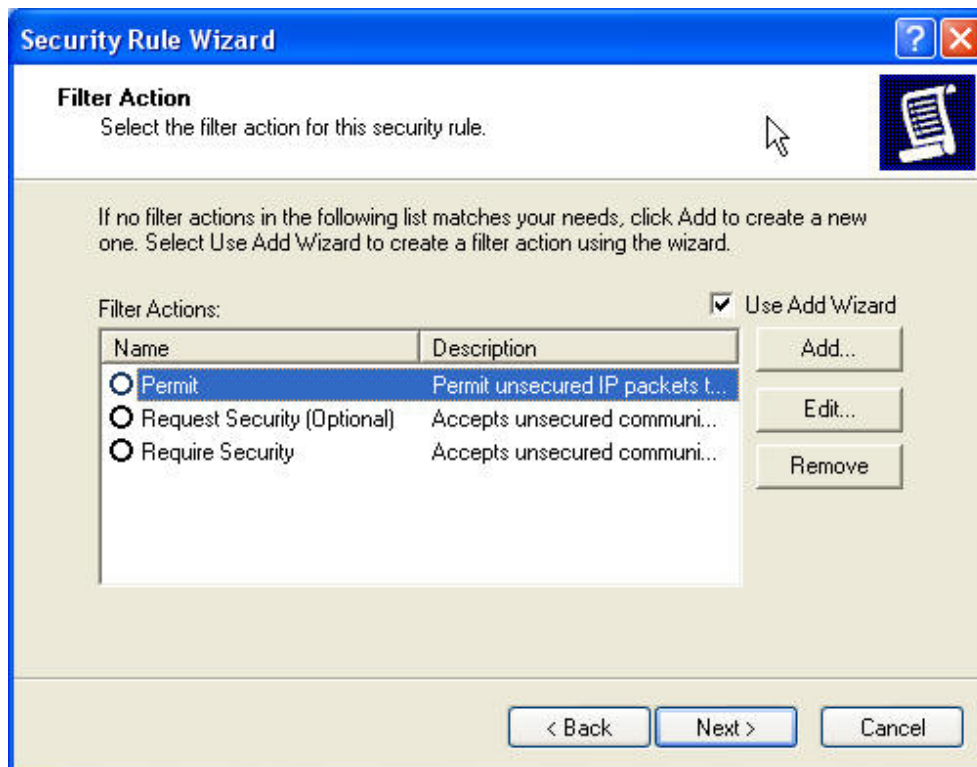 Security Rule Wizard
Filter Action
Select the filter action for this security rule.
If no filter actions in the following list matches your needs, click Add to create a new
one. Select Use Add Wizard to create a filter action using the wizard.
Filter Actions:
Use Add Wizard
Name Description
Add...
Permit Permit unsecured IP packets t...
Request Security (Optional) Accepts unsecured communi...
Edit...
Require Security Accepts unsecured communi...
Remove
< Back Next > Cancel